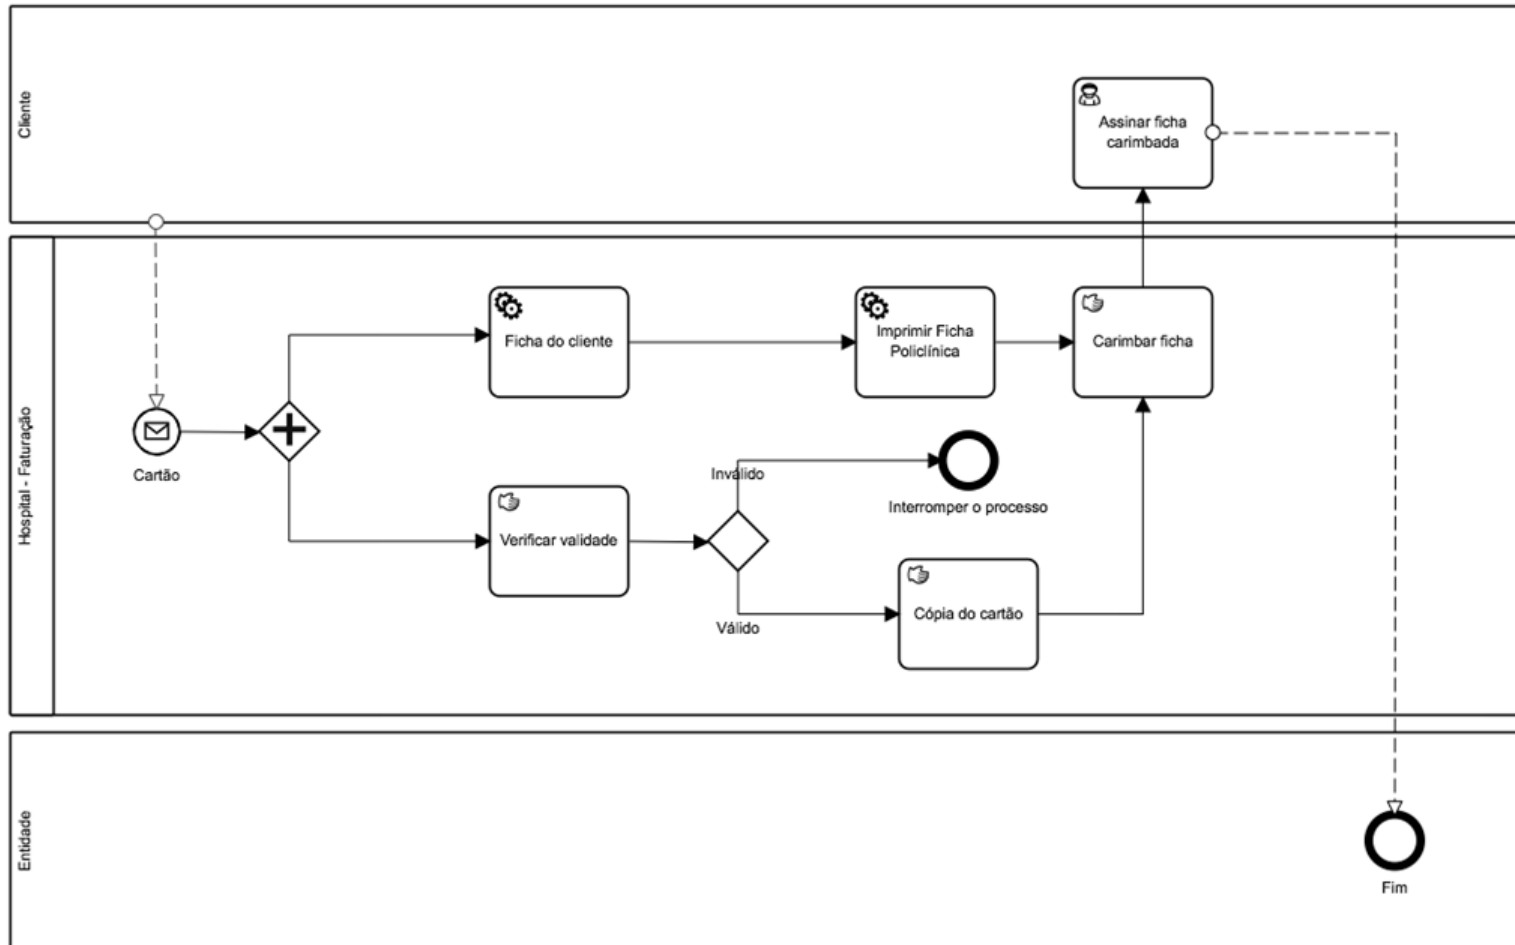 Cliente
Assinar ficha
carimbada
Hospital - Faturação
Cartão
Ficha do cliente
Imprimir Ficha
Policlínica
Carimbar ficha
Verificar validade
Inválido
Interromper o processo
Válido
Cópia do cartão
Entidade
Fim